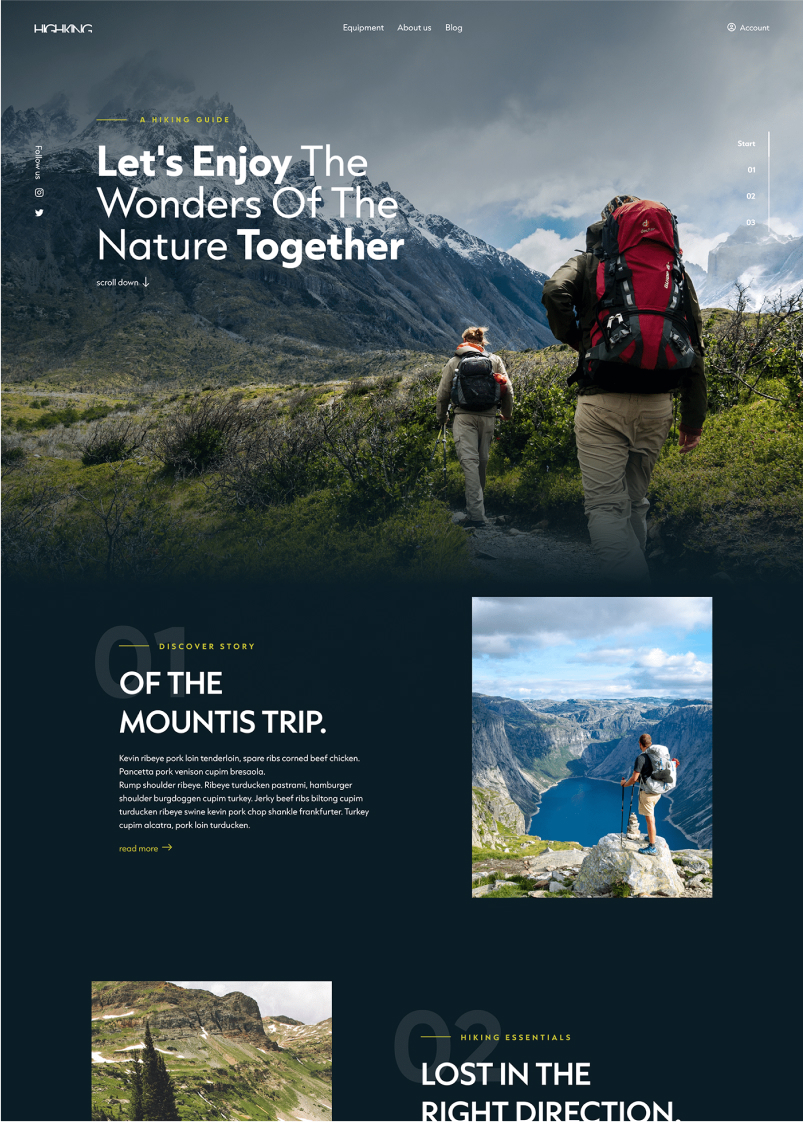 HIGHKING
Equipment About us Blog
Account
A HIKING GUIDE
Let's Enjoy The
Wonders Of The
Nature Together
scroll down
Follow us
Start
01
02
03
01
DISCOVER STORY
OF THE
MOUNTIS TRIP.
Kevin ribeye pork loin tenderloin, spare ribs corned beef chicken.
Pancetta pork venison cupim bresaola.
Rump shoulder ribeye. Ribeye turducken pastrami, hamburger
shoulder burgdoggen cupim turkey. Jerky beef ribs biltong cupim
turducken ribeye swine kevin pork chop shankle frankfurter. Turkey
cupim alcatra, pork loin turducken.
read more
02
HIKING ESSENTIALS
LOST IN THE
RIGHT DIRECTION.